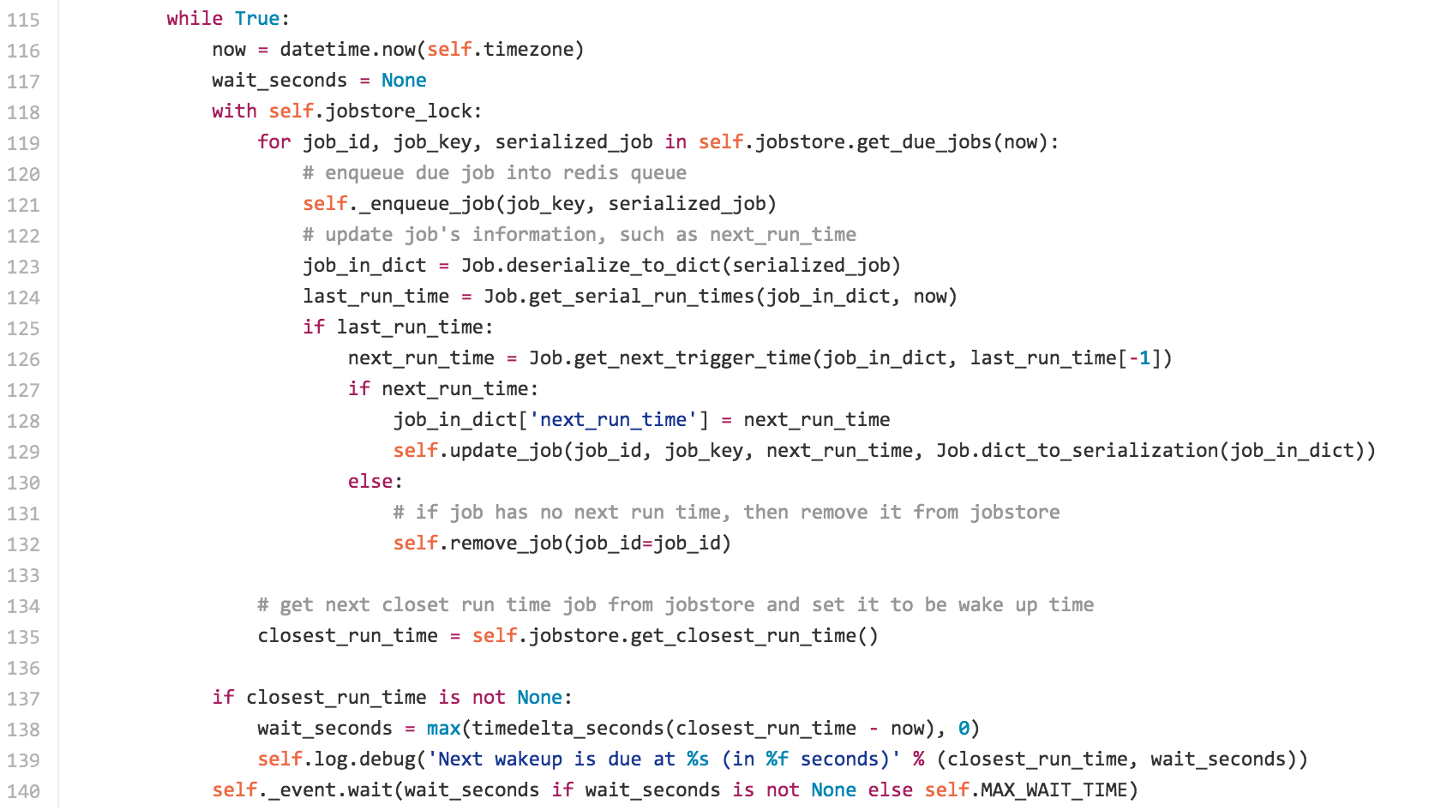 115 while True:
116 now = datetime.now(self.timezone)
117 wait_seconds = None
118 with self.jobstore_lock:
119 for job_id, job_key, serialized_job in self.jobstore.get_due_jobs(now):
120 # enqueue due job into redis queue
121 self._enqueue_job(job_key, serialized_job)
122 # update job's information, such as next_run_time
123 job_in_dict = Job.deserialize_to_dict(serialized_job)
124 last_run_time = Job.get_serial_run_times(job_in_dict, now)
125 if last_run_time:
126 next_run_time = Job.get_next_trigger_time(job_in_dict, last_run_time[-1])
127 if next_run_time:
128 job_in_dict['next_run_time'] = next_run_time
129 self.update_job(job_id, job_key, next_run_time, Job.dict_to_serialization(job_in_dict))
130 else:
131 # if job has no next run time, then remove it from jobstore
132 self.remove_job(job_id=job_id)
133
134 # get next closet run time job from jobstore and set it to be wake up time
135 closest_run_time = self.jobstore.get_closest_run_time()
136
137 if closest_run_time is not None:
138 wait_seconds = max(timedelta_seconds(closest_run_time - now), 0)
139 self.log.debug('Next wakeup is due at %s (in %f seconds)' % (closest_run_time, wait_seconds))
140 self._event.wait(wait_seconds if wait_seconds is not None else self.MAX_WAIT_TIME)